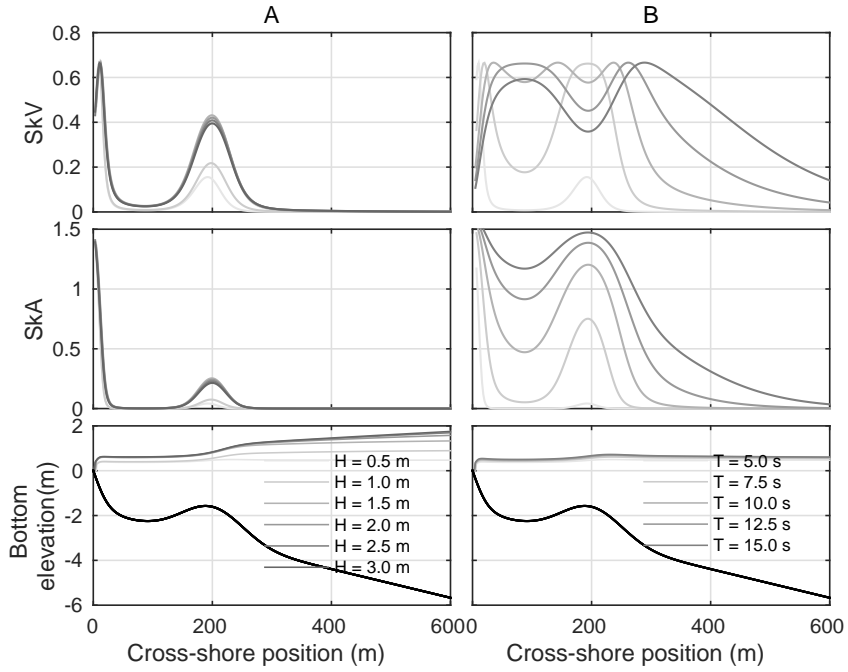 A
B
0.8
0.6
0.4
0.2
0
SkV
1.5
1
0.5
0
SkA
2
0
-2
-4
-6
Bottom
elevation(m)
H = 0.5 m
H = 1.0 m
H = 1.5 m
H = 2.0 m
H = 2.5 m
H = 3.0 m
T = 5.0 s
T = 7.5 s
T = 10.0 s
T = 12.5 s
T = 15.0 s
0 200 400 600
0 200 400 600
Cross-shore position (m)
Cross-shore position (m)